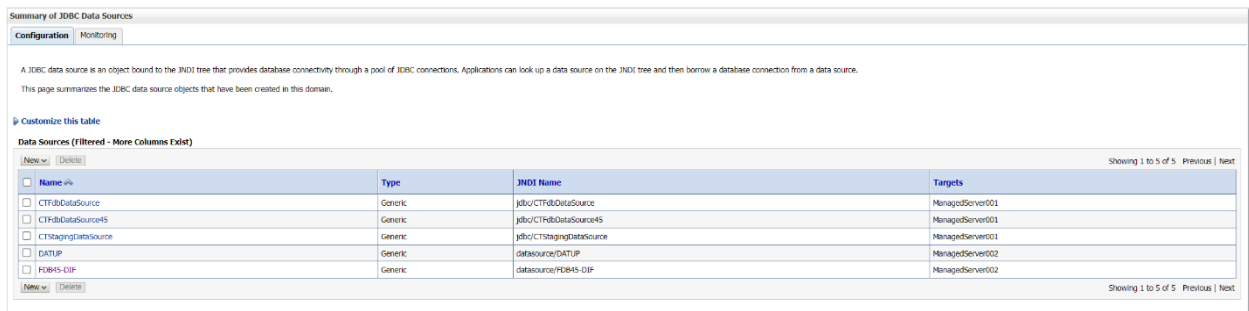 Summary of JDBC Data Sources
Configuration Monitoring
A JDBC data source is an object bound to the JNDI tree that provides database connectivity through a pool of JDBC connections. Applications can look up a data source on the JNDI tree and then borrow a database connection from a data source.
This page summarizes the JDBC data source objects that have been created in this domain.
Customize this table
Data Sources (Filtered - More Columns Exist)
New Delete Showing 1 to 5 of 5 Previous | Next
Name Type JNDI Name Targets
CTFdbDataSource Generic jdbc/CTFdbDataSource ManagedServer001
CTFdbDataSource45 Generic jdbc/CTFdbDataSource45 ManagedServer001
CTStagingDataSource Generic jdbc/CTStagingDataSource ManagedServer001
DATUP Generic datasource/DATUP ManagedServer002
FDB45-DIF Generic datasource/FDB45-DIF ManagedServer002
New Delete Showing 1 to 5 of 5 Previous | Next